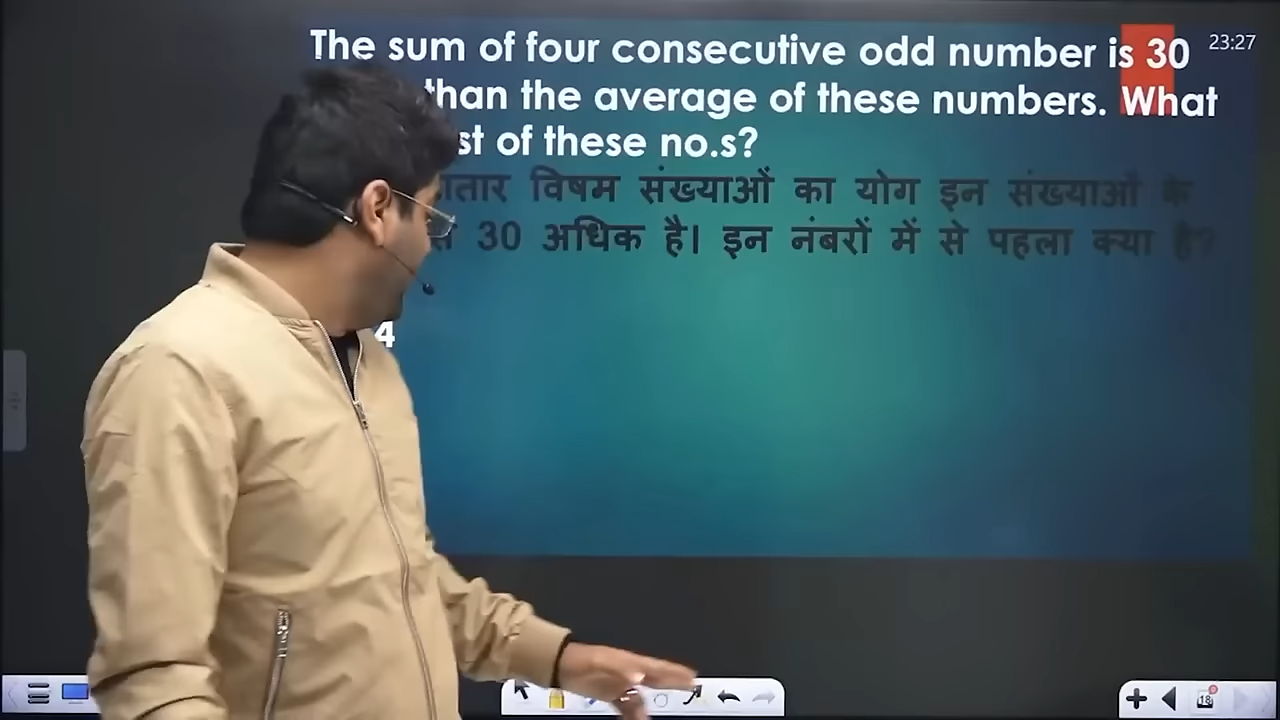 The sum of four consecutive odd number is 30
23:27
than the average of these numbers. What
st of these no.s?
तार विषम संख्याओं का योग इन संख्याओं के
30 अधिक है। इन नंबरों में से पहला क्या है?
4
18